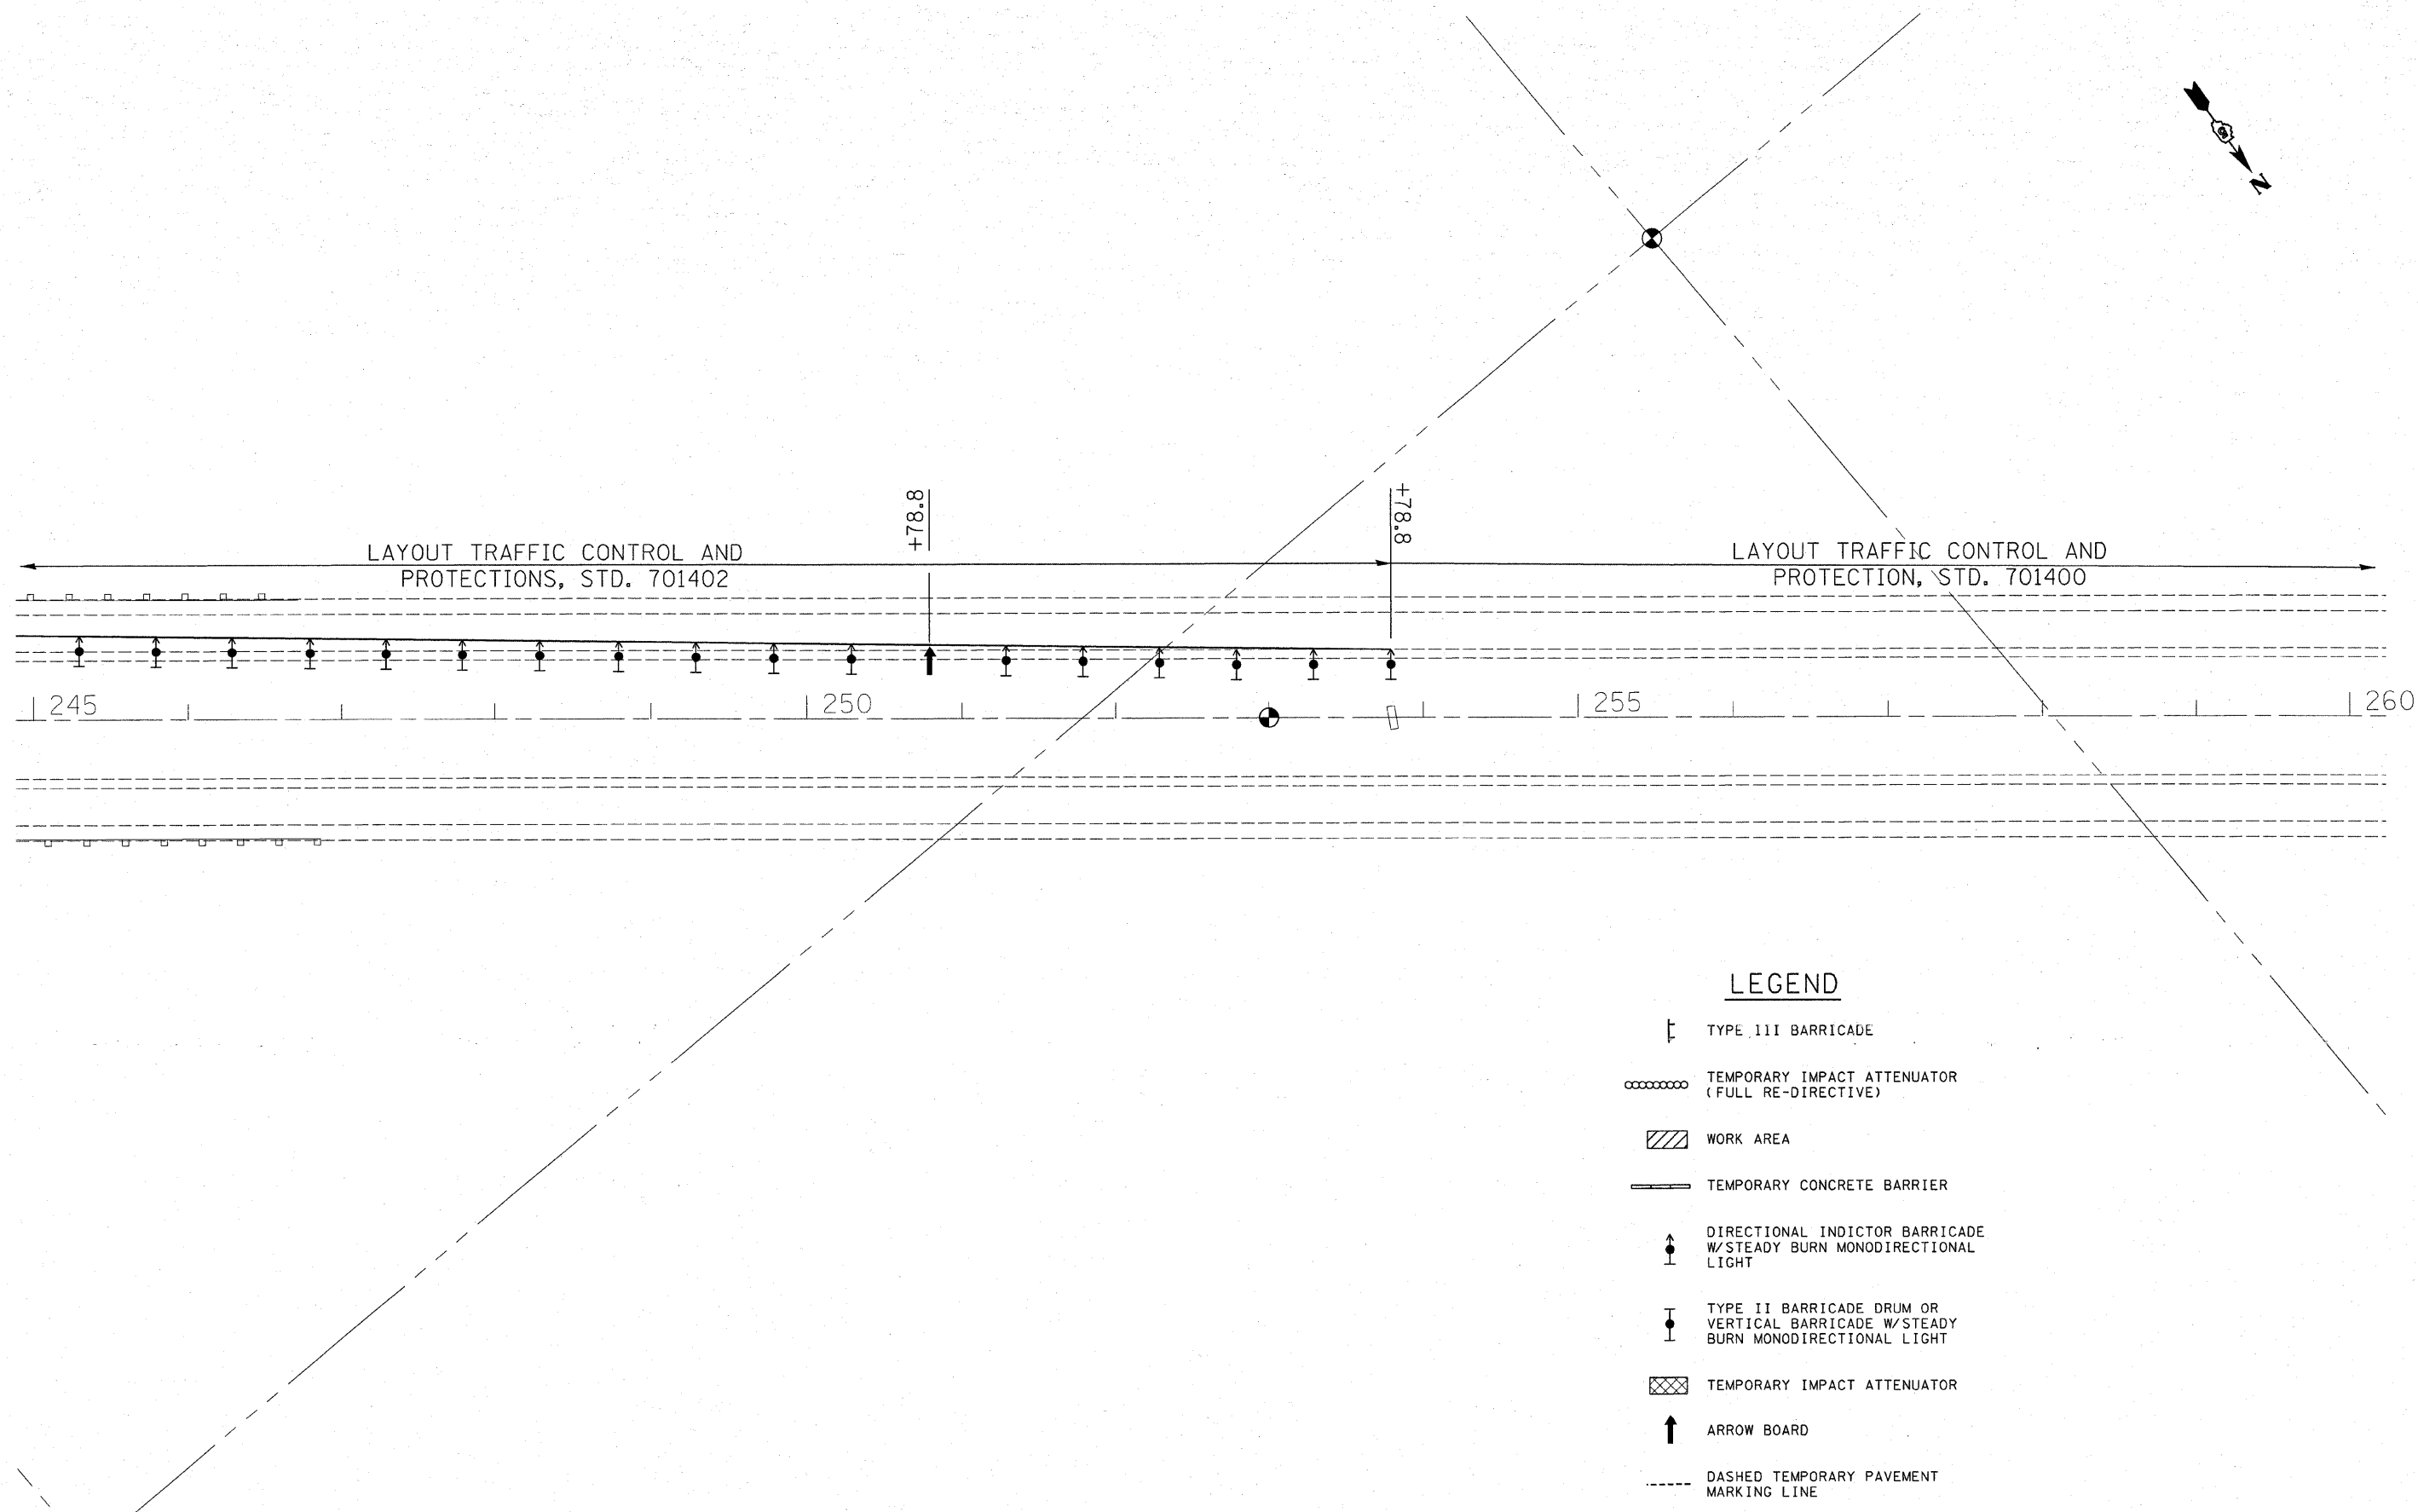 N
+78.8
+78.8
LAYOUT TRAFFIC CONTROL AND
PROTECTIONS, STD. 701402
LAYOUT TRAFFIC CONTROL AND
PROTECTION, STD. 701400
245
250
255
260
LEGEND
TYPE III BARRICADE
TEMPORARY IMPACT ATTENUATOR
(FULL RE-DIRECTIVE)
WORK AREA
TEMPORARY CONCRETE BARRIER
DIRECTIONAL INDICTOR BARRICADE
W/STEADY BURN MONODIRECTIONAL
LIGHT
TYPE II BARRICADE DRUM OR
VERTICAL BARRICADE W/STEADY
BURN MONODIRECTIONAL LIGHT
TEMPORARY IMPACT ATTENUATOR
ARROW BOARD
DASHED TEMPORARY PAVEMENT
MARKING LINE